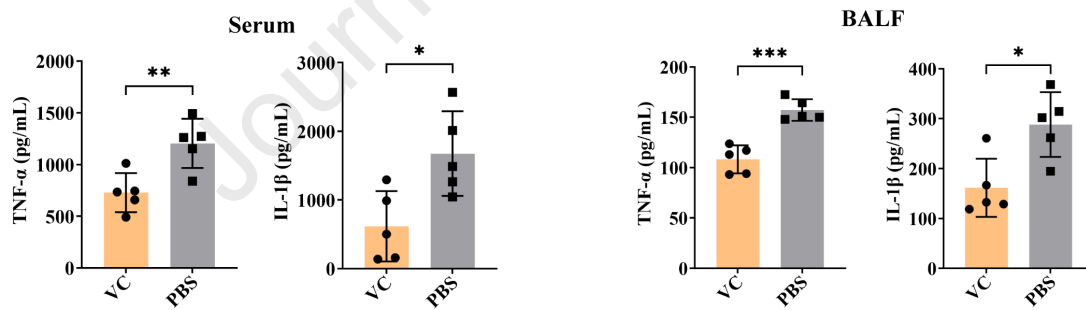 Serum
TNF-α (pg/mL)
2000
1500
1000
500
0
**
VC
PBS
IL-1β (pg/mL)
3000
2000
1000
0
*
VC
PBS
BALF
TNF-α (pg/mL)
200
150
100
50
0
***
VC
PBS
IL-1β (pg/mL)
400
300
200
100
0
*
VC
PBS
Journ